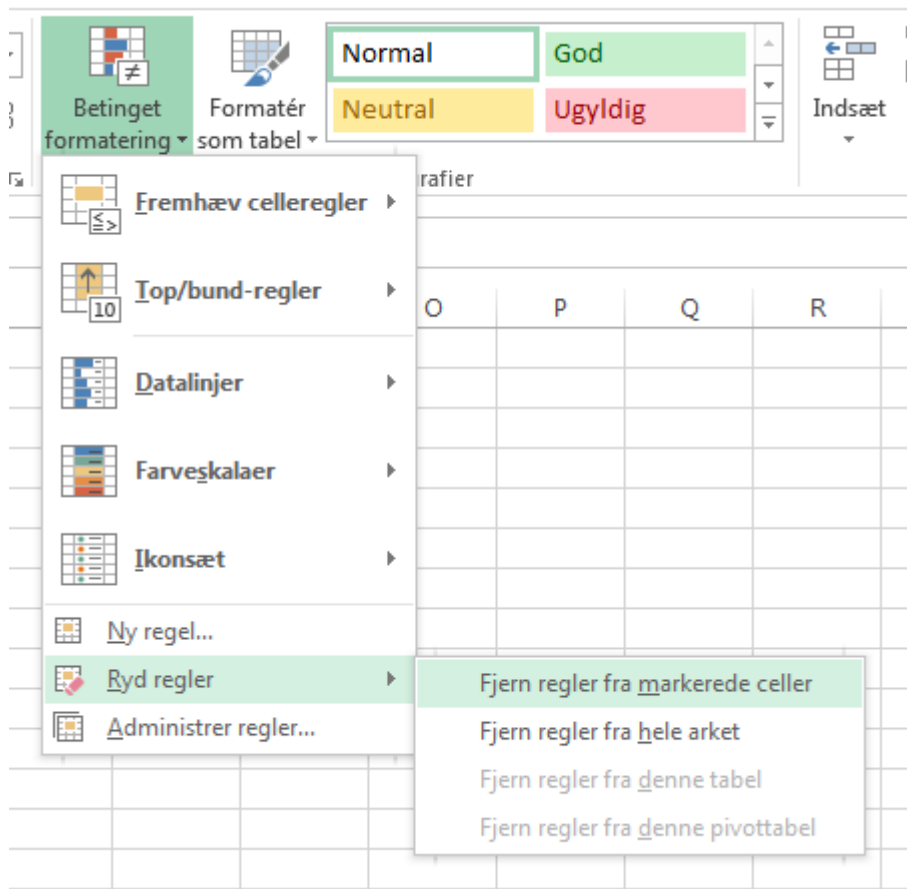 Normal
God
Neutral
Ugyldig
Betinget
formatering
Formatér
som tabel
Indsæt
Fremhæv celleregler
10
Top/bund-regler
O P Q R
Datalinjer
Farveskalaer
Ikonsæt
Ny regel...
Ryd regler
Administrer regler...
Fjern regler fra markerede celler
Fjern regler fra hele arket
Fjern regler fra denne tabel
Fjern regler fra denne pivottabel